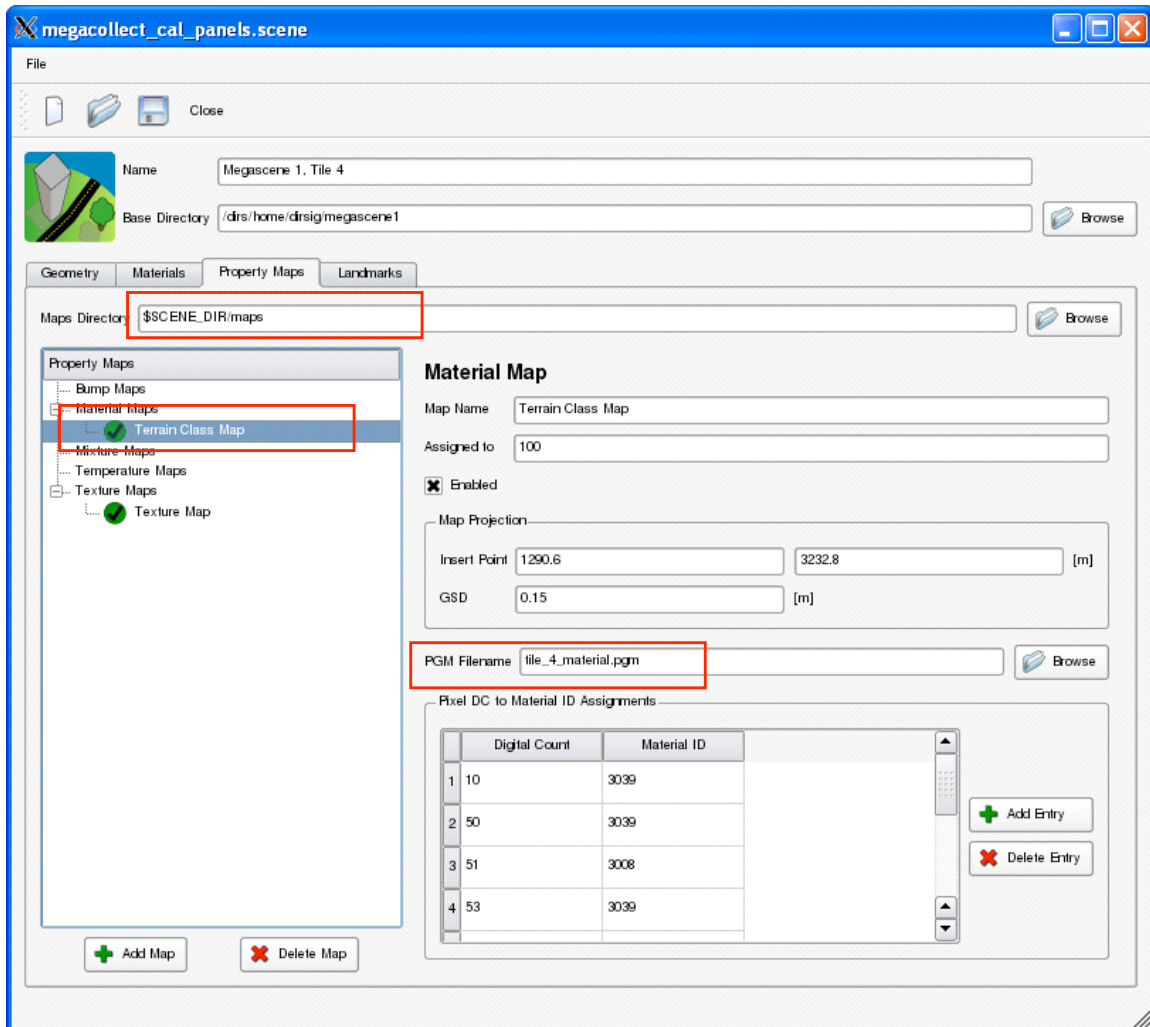 megacollect_cal_panels.scene
File
Close
Name Megascene 1, Tile 4
Base Directory /dirs/home/dirsig/megascene1 Browse
Geometry Materials Property Maps Landmarks
Maps Directory $SCENE_DIR/maps Browse
Property Maps
Bump Maps
Material Maps
Terrain Class Map
Mixture Maps
Temperature Maps
Texture Maps
Texture Map
Add Map Delete Map
Material Map
Map Name Terrain Class Map
Assigned to 100
Enabled
Map Projection
Insert Point 1290.6 3232.8 [m]
GSD 0.15 [m]
PGM Filename tile_4_material.pgm Browse
Pixel DC to Material ID Assignments
Digital Count Material ID
1 10 3039
2 50 3039
3 51 3008
4 53 3039
Add Entry
Delete Entry